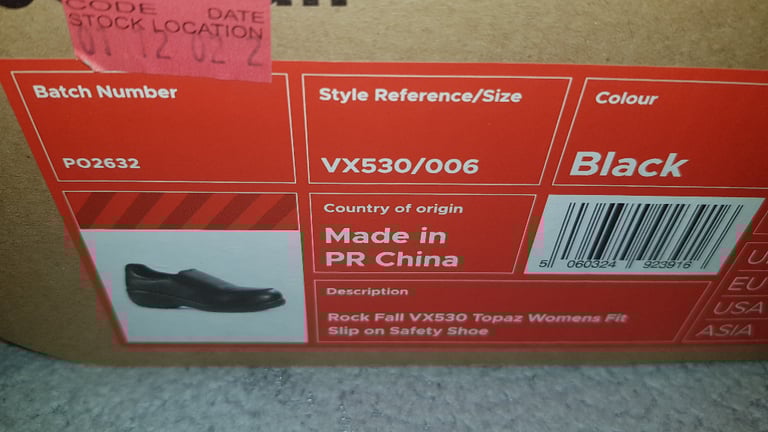 CODE DATE
STOCK LOCATION
Batch Number
PO2632
Style Reference/Size
VX530/006
Colour
Black
Country of origin
Made in
PR China
5 060324 923916
Description
Rock Fall VX530 Topaz Womens Fit
Slip on Safety Shoe
EU
USA
ASIA